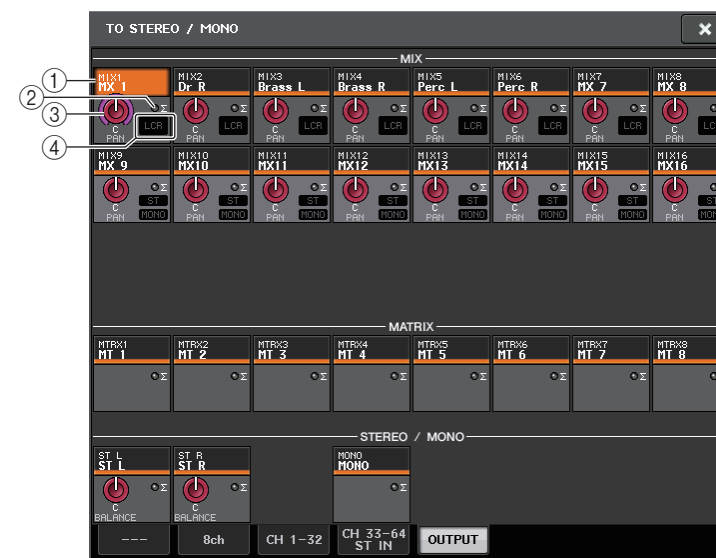 TO STEREO / MONO
MIX
① ② ③ ④
MIX1 MIX2 MIX3 MIX4 MIX5 MIX6 MIX7 MIX8
MX 1 Dr R Brass L Brass R Perc L Perc R MX 7 MX 8
Σ Σ Σ Σ Σ Σ Σ
LCR LCR LCR LCR LCR LCR LCR LC
C C C C C C C C
PAN PAN PAN PAN PAN PAN PAN PAN
MIX9 MIX10 MIX11 MIX12 MIX13 MIX14 MIX15 MIX16
MX 9 MX10 MX11 MX12 MX13 MX14 MX15 MX16
Σ Σ Σ Σ Σ Σ Σ
ST ST ST ST ST ST ST ST
C C C C C C C C
PAN MONO PAN MONO PAN MONO PAN MONO PAN MONO PAN MONO PAN MONO PAN MONO
MATRIX
MTRX1 MTRX2 MTRX3 MTRX4 MTRX5 MTRX6 MTRX7 MTRX8
MT 1 MT 2 MT 3 MT 4 MT 5 MT 6 MT 7 MT 8
Σ Σ Σ Σ Σ Σ Σ
STEREO / MONO
ST L ST R MONO
ST L ST R MONO
Σ Σ Σ
C C
BALANCE BALANCE
--- 8ch CH 1-32 CH 33-64 OUTPUT
ST IN